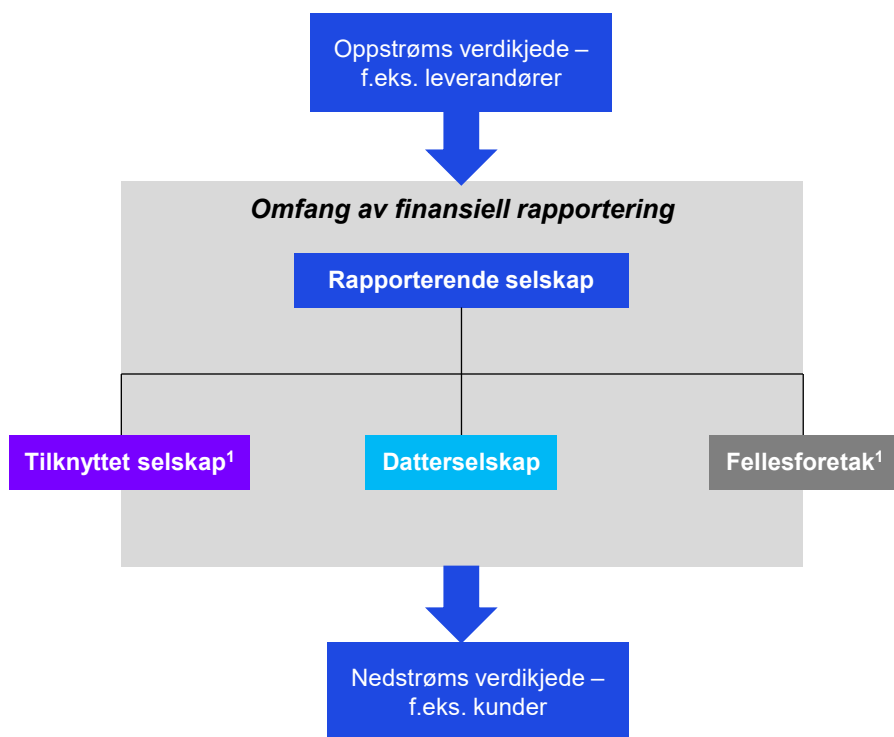 Oppstrøms verdikjede –
f.eks. leverandører
Omfang av finansiell rapportering
Rapporterende selskap
Tilknyttet selskap¹
Datterselskap
Fellesforetak¹
Nedstrøms verdikjede –
f.eks. kunder